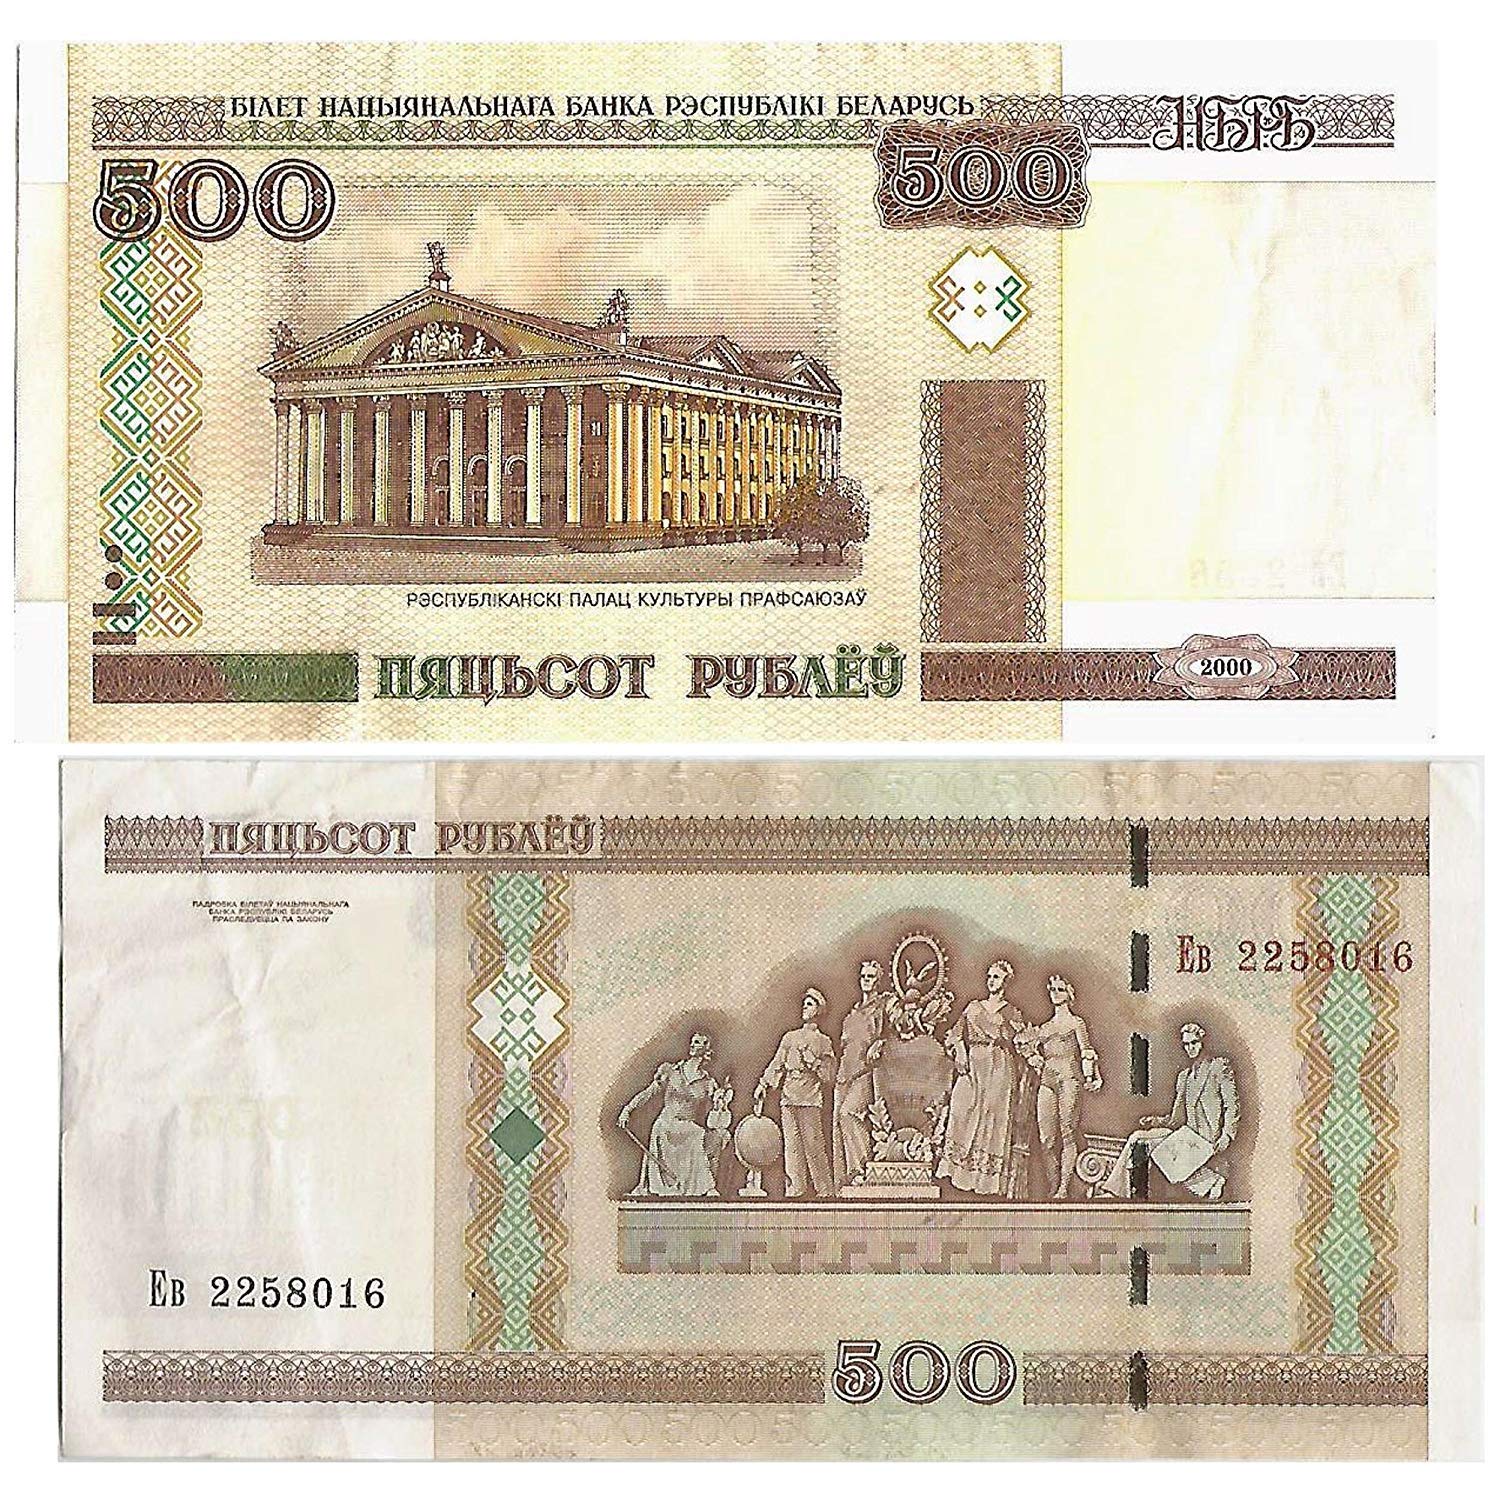 БІЛЕТ НАЦЫЯНАЛЬНАГА БАНКА РЭСПУБЛІКІ БЕЛАРУСЬ НБРБ
500 500
РЭСПУБЛІКАНСКІ ПАЛАЦ КУЛЬТУРЫ ПРАФСАЮЗАЎ
ПЯЦЬСОТ РУБЛЁЎ 2000
ПЯЦЬСОТ РУБЛЁЎ
ПАДРОБКА БІЛЕТАЎ НАЦЫЯНАЛЬНАГА
БАНКА РЭСПУБЛІКІ БЕЛАРУСЬ
ПРАСЛЕДУЕЦЦА ПА ЗАКОНУ
Ев 2258016
Ев 2258016
500